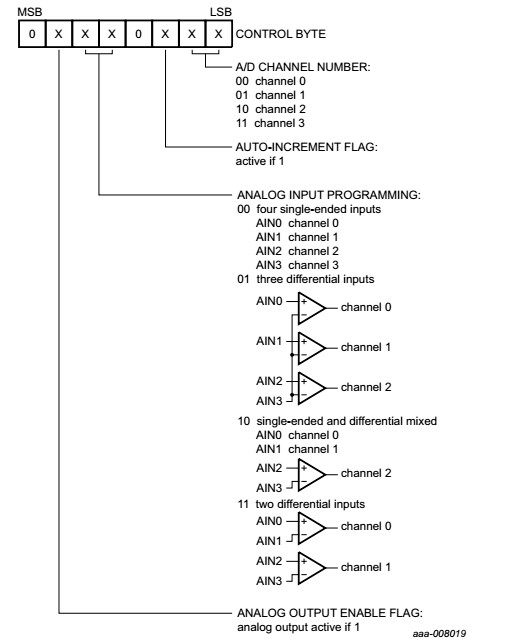 MSB LSB
0 X X X 0 X X X CONTROL BYTE
A/D CHANNEL NUMBER:
00 channel 0
01 channel 1
10 channel 2
11 channel 3
AUTO-INCREMENT FLAG:
active if 1
ANALOG INPUT PROGRAMMING:
00 four single-ended inputs
AIN0 channel 0
AIN1 channel 1
AIN2 channel 2
AIN3 channel 3
01 three differential inputs
AIN0 + − channel 0
AIN1 + − channel 1
AIN2 + − channel 2
AIN3
10 single-ended and differential mixed
AIN0 channel 0
AIN1 channel 1
AIN2 + − channel 2
AIN3
11 two differential inputs
AIN0 + − channel 0
AIN1
AIN2 + − channel 1
AIN3
ANALOG OUTPUT ENABLE FLAG:
analog output active if 1
aaa-008019